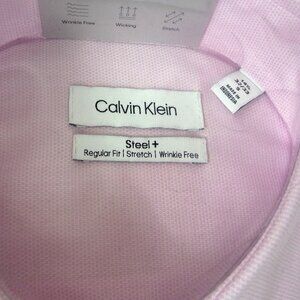 Wrinkle Free Wicking Stretch
Calvin Klein
Steel +
Regular Fit | Stretch | Wrinkle Free